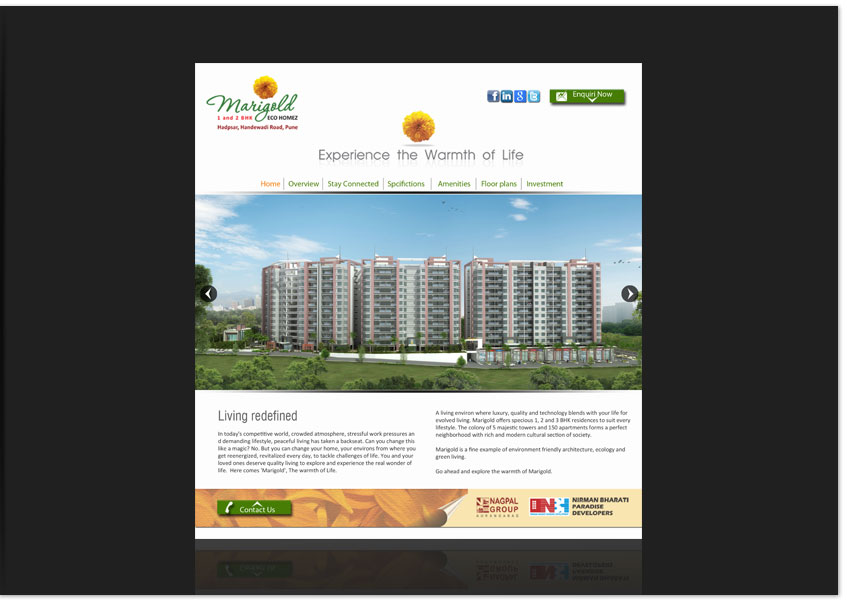 Marigold
1 and 2 BHK ECO HOMEZ
Hadpsar, Handewadi Road, Pune
f in g t
Enquiri Now
Experience the Warmth of Life
Home Overview Stay Connected Spcifictions Amenities Floor plans Investment
Living redefined
In today's competitive world, crowded atmosphere, stressful work pressures an
d demanding lifestyle, peaceful living has taken a backseat. Can you change this
like a magic? No. But you can change your home, your environs from where you
get reenergized, revitalized every day, to tackle challenges of life. You and your
loved ones deserve quality living to explore and experience the real wonder of
life. Here comes 'Marigold', The warmth of Life.
A living environ where luxury, quality and technology blends with your life for
evolved living. Marigold offers specious 1, 2 and 3 BHK residences to suit every
lifestyle. The colony of 5 majestic towers and 150 apartments forms a perfect
neighborhood with rich and modern cultural section of society.
Marigold is a fine example of environment friendly architecture, ecology and
green living.
Go ahead and explore the warmth of Marigold.
Contact Us
NAGPAL
GROUP
NIRMAN BHARATI
PARADISE
DEVELOPERS